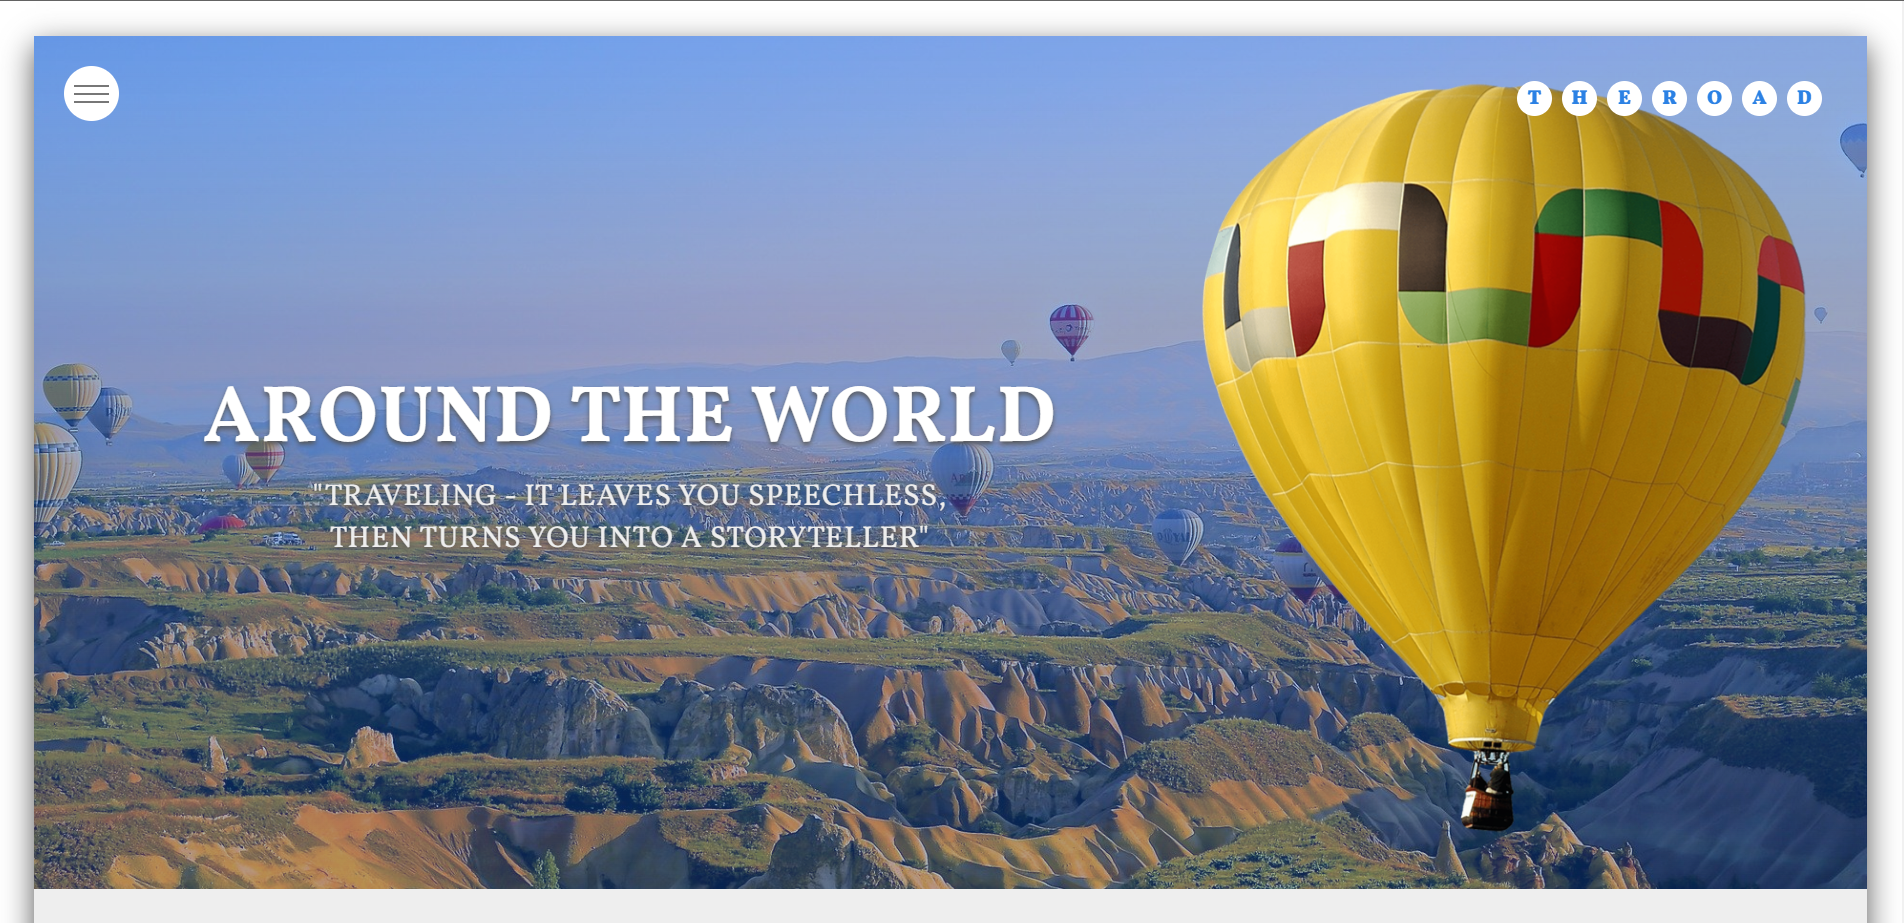 T H E R O A D
AROUND THE WORLD
"TRAVELING - IT LEAVES YOU SPEECHLESS,
THEN TURNS YOU INTO A STORYTELLER"